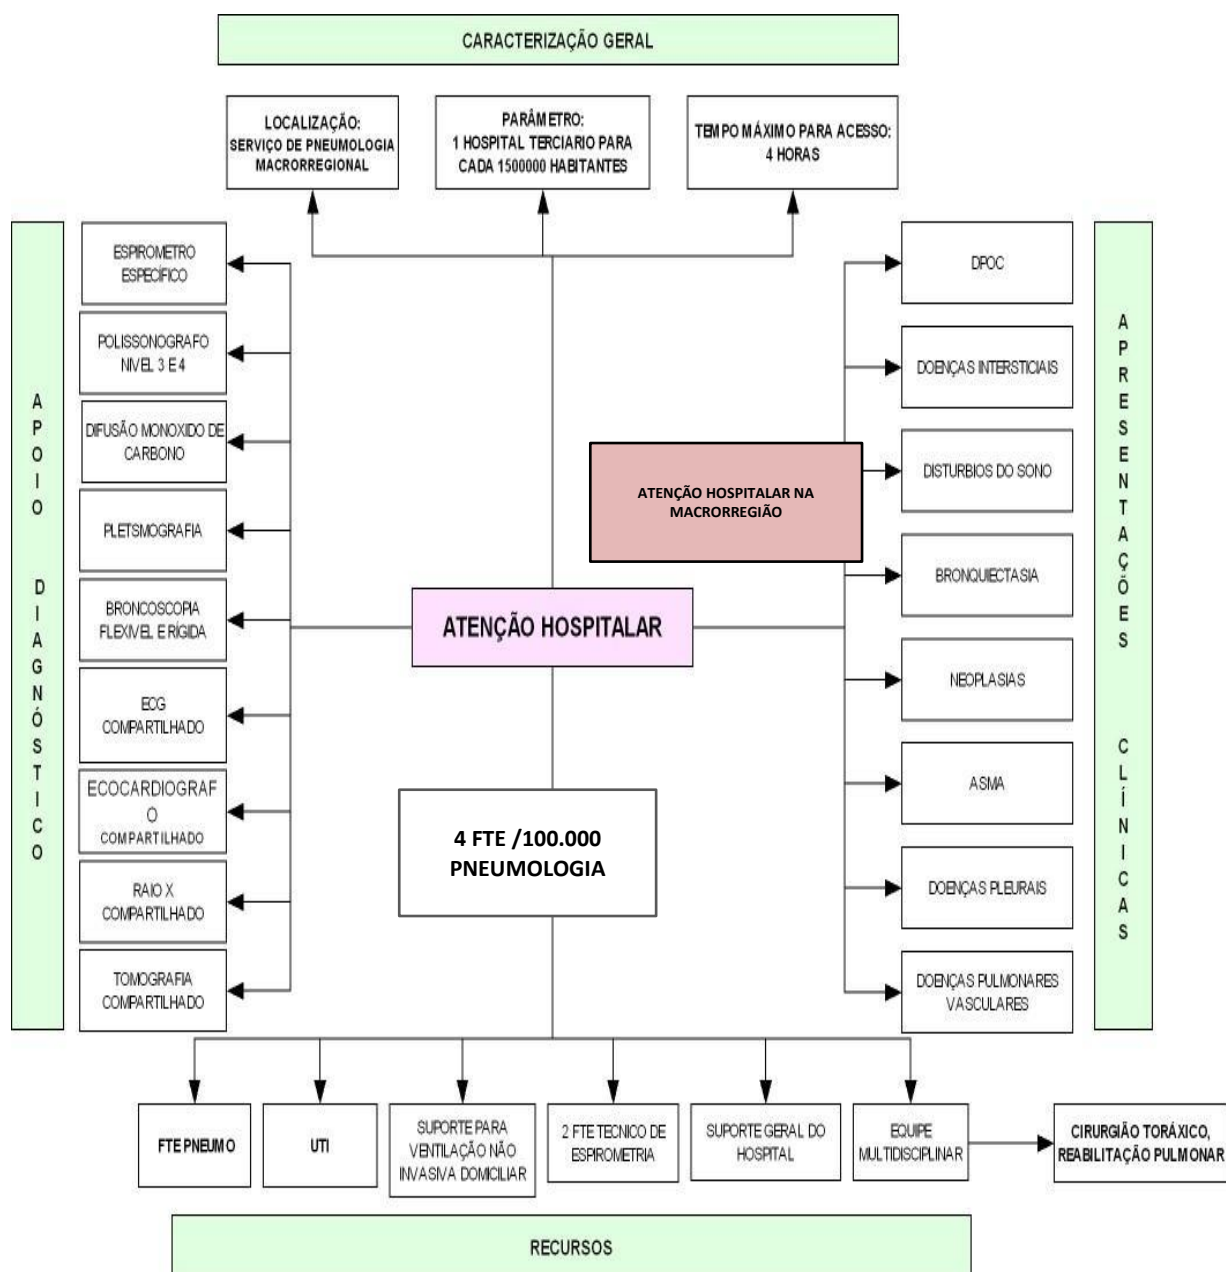 CARACTERIZAÇÃO GERAL
LOCALIZAÇÃO:
SERVIÇO DE PNEUMOLOGIA
MACRORREGIONAL
PARÂMETRO:
1 HOSPITAL TERCIARIO PARA
CADA 1500000 HABITANTES
TEMPO MÁXIMO PARA ACESSO:
4 HORAS
APOIO DIAGNÓSTICO
ESPIROMETRO
ESPECÍFICO
POLISSONOGRAFO
NIVEL 3 E 4
DIFUSÃO MONOXIDO DE
CARBONO
PLETSMOGRAFIA
BRONCOSCOPIA
FLEXIVEL E RÍGIDA
ECG
COMPARTILHADO
ECOCARDIOGRAF
O
COMPARTILHADO
RAIO X
COMPARTILHADO
TOMOGRAFIA
COMPARTILHADO
ATENÇÃO HOSPITALAR NA
MACRORREGIÃO
ATENÇÃO HOSPITALAR
4 FTE /100.000
PNEUMOLOGIA
DPOC
DOENÇAS INTERSTICIAIS
DISTURBIOS DO SONO
BRONQUIECTASIA
NEOPLASIAS
ASMA
DOENÇAS PLEURAIS
DOENÇAS PULMONARES
VASCULARES
APRESENTAÇÕES CLÍNICAS
FTE PNEUMO
UTI
SUPORTE PARA
VENTILAÇÃO NÃO
INVASIVA DOMICILIAR
2 FTE TECNICO DE
ESPIROMETRIA
SUPORTE GERAL DO
HOSPITAL
EQUIPE
MULTIDISCIPLINAR
CIRURGIÃO TORÁXICO,
REABILITAÇÃO PULMONAR
RECURSOS